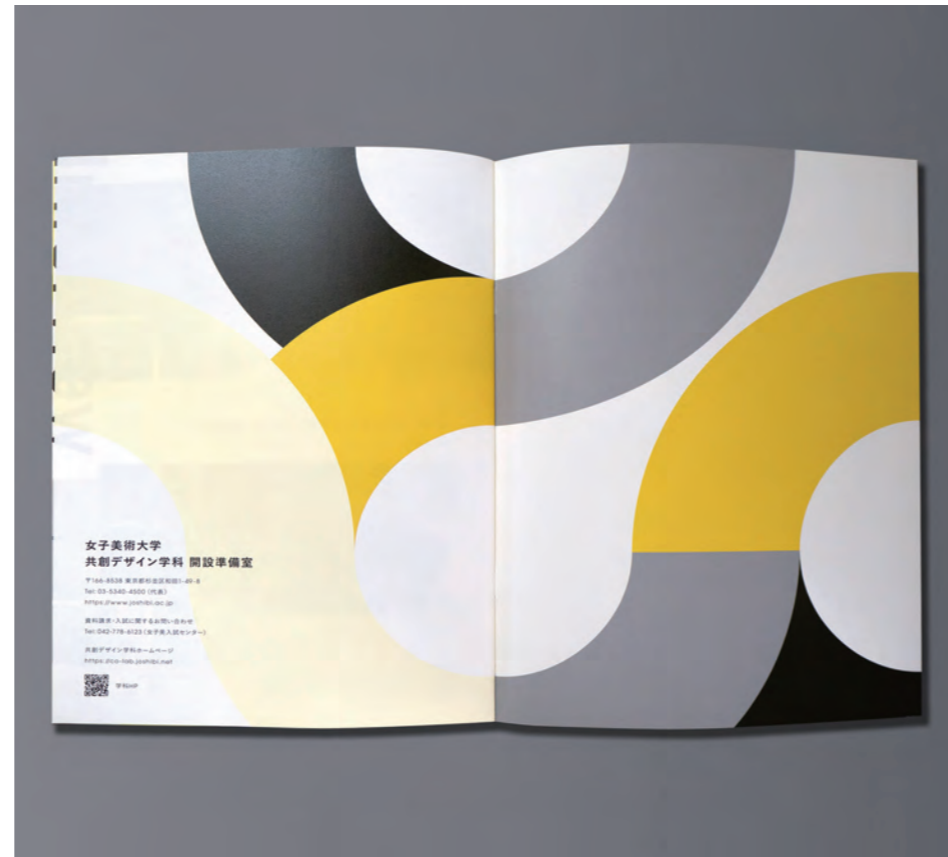 女子美術大学
共創デザイン学科 開設準備室
〒166-8538 東京都杉並区和田1-49-8
Tel: 03-5340-4500（代表）
https://www.joshibi.ac.jp
資料請求・入試に関するお問い合わせ
Tel: 042-778-6123（女子美入試センター）
共創デザイン学科ホームページ
https://co-lab.joshibi.net
学科HP